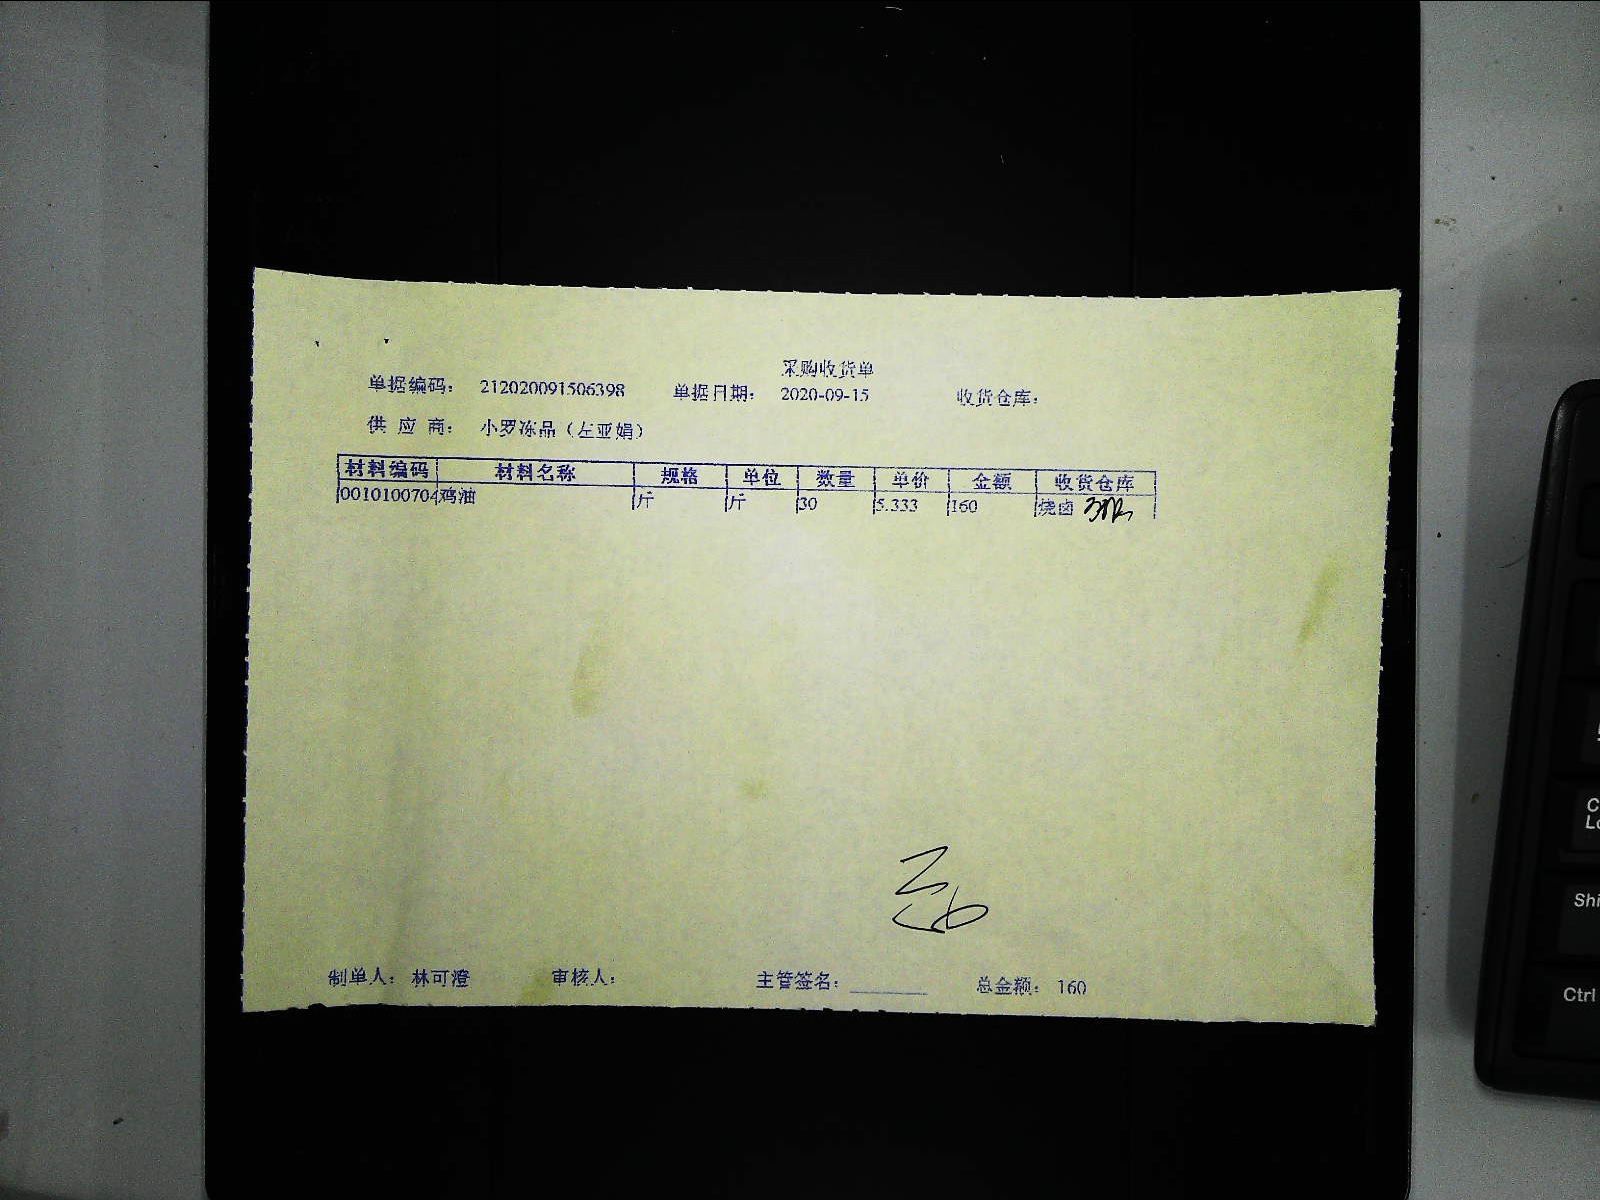 采购收货单
单据编码: 212020091506398 单据日期: 2020-09-15 收货仓库:
供 应 商: 小罗冻品（左亚娟）
材料编码 材料名称 规格 单位 数量 单价 金额 收货仓库
0010100704 鸡油 斤 斤 30 5.333 160 烧卤
制单人: 林可澄 审核人: 主管签名: 总金额: 160
Shi
Ctrl